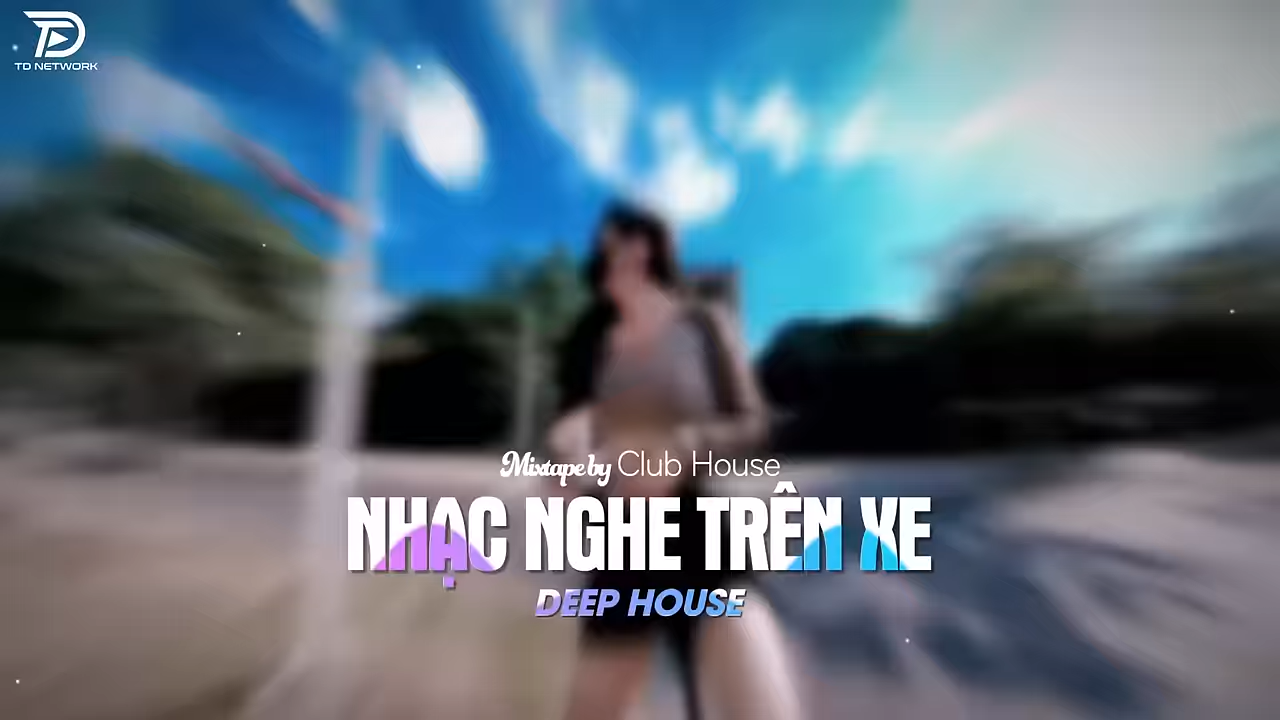 TD NETWORK
Mixtape by Club House
NHẠC NGHE TRÊN XE
DEEP HOUSE